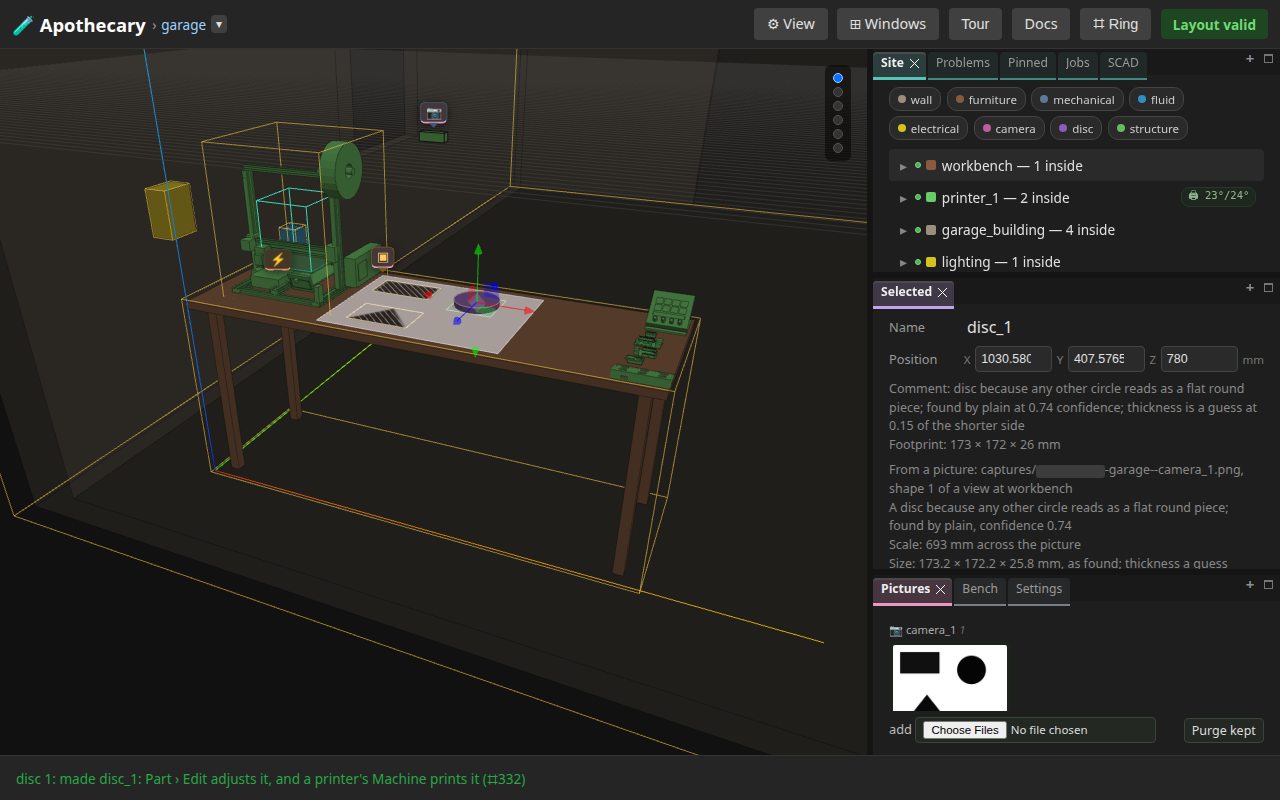 Apothecary › garage ▾
⚙ View
⊞ Windows
Tour
Docs
⌗ Ring
Layout valid
Site
Problems
Pinned
Jobs
SCAD
wall
furniture
mechanical
fluid
electrical
camera
disc
structure
workbench — 1 inside
printer_1 — 2 inside
23°/24°
garage_building — 4 inside
lighting — 1 inside
Selected
Name disc_1
Position X 1030.580 Y 407.5765 Z 780 mm
Comment: disc because any other circle reads as a flat round
piece; found by plain at 0.74 confidence; thickness is a guess at
0.15 of the shorter side
Footprint: 173 × 172 × 26 mm
From a picture: captures/ -garage--camera_1.png,
shape 1 of a view at workbench
A disc because any other circle reads as a flat round piece;
found by plain, confidence 0.74
Scale: 693 mm across the picture
Size: 173.2 × 172.2 × 25.8 mm, as found; thickness a guess
Pictures
Bench
Settings
camera_1 1
add Choose Files No file chosen
Purge kept
disc 1: made disc_1: Part › Edit adjusts it, and a printer's Machine prints it (⌗332)